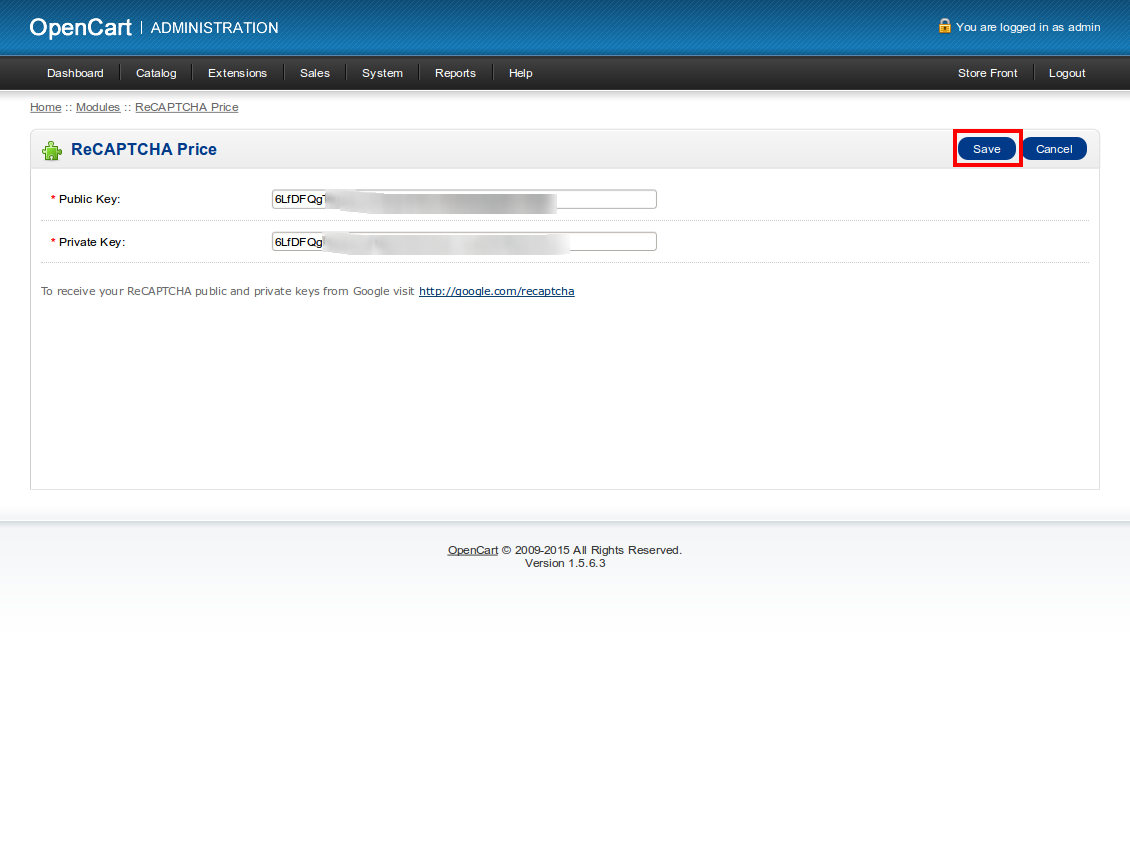 OpenCart | ADMINISTRATION
You are logged in as admin
Dashboard Catalog Extensions Sales System Reports Help Store Front Logout
Home :: Modules :: ReCAPTCHA Price
ReCAPTCHA Price Save Cancel
* Public Key: 6LfDFQg
* Private Key: 6LfDFQg
To receive your ReCAPTCHA public and private keys from Google visit http://google.com/recaptcha
OpenCart © 2009-2015 All Rights Reserved.
Version 1.5.6.3